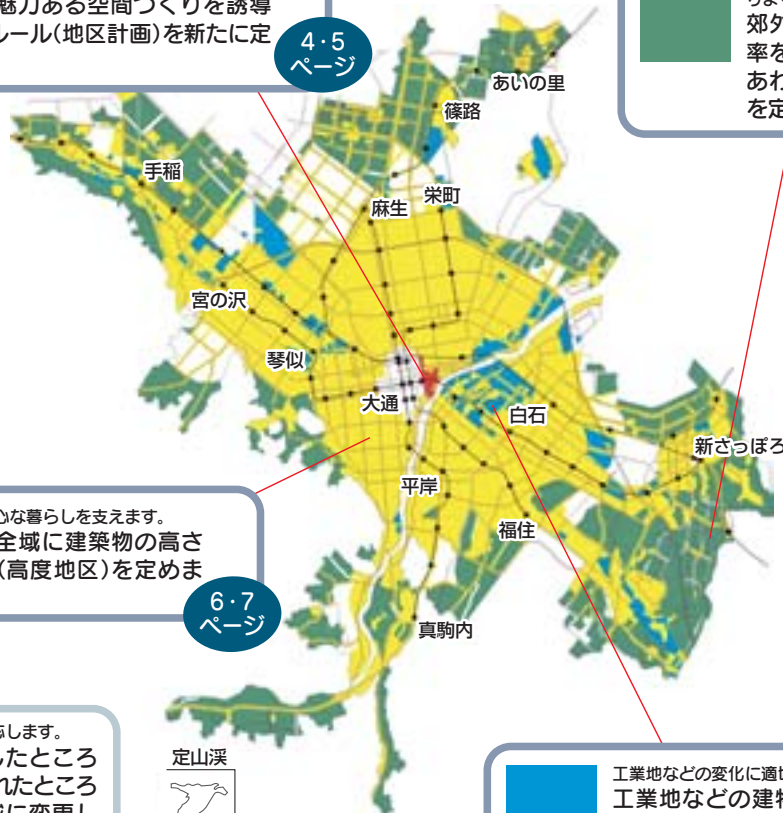 魅力ある空間づくりを誘導
ルール(地区計画)を新たに定
4・5
ページ
郊外
率を
あわ
を定
あいの里
篠路
手稲
栄町
麻生
宮の沢
琴似
大通
白石
新さっぽろ
平岸
福住
真駒内
な暮らしを支えます。
全域に建築物の高さ
(高度地区)を定めま
6・7
ページ
応します。
したところ
れたところ
に変更し
定山渓
工業地などの変化に適
工業地などの建物